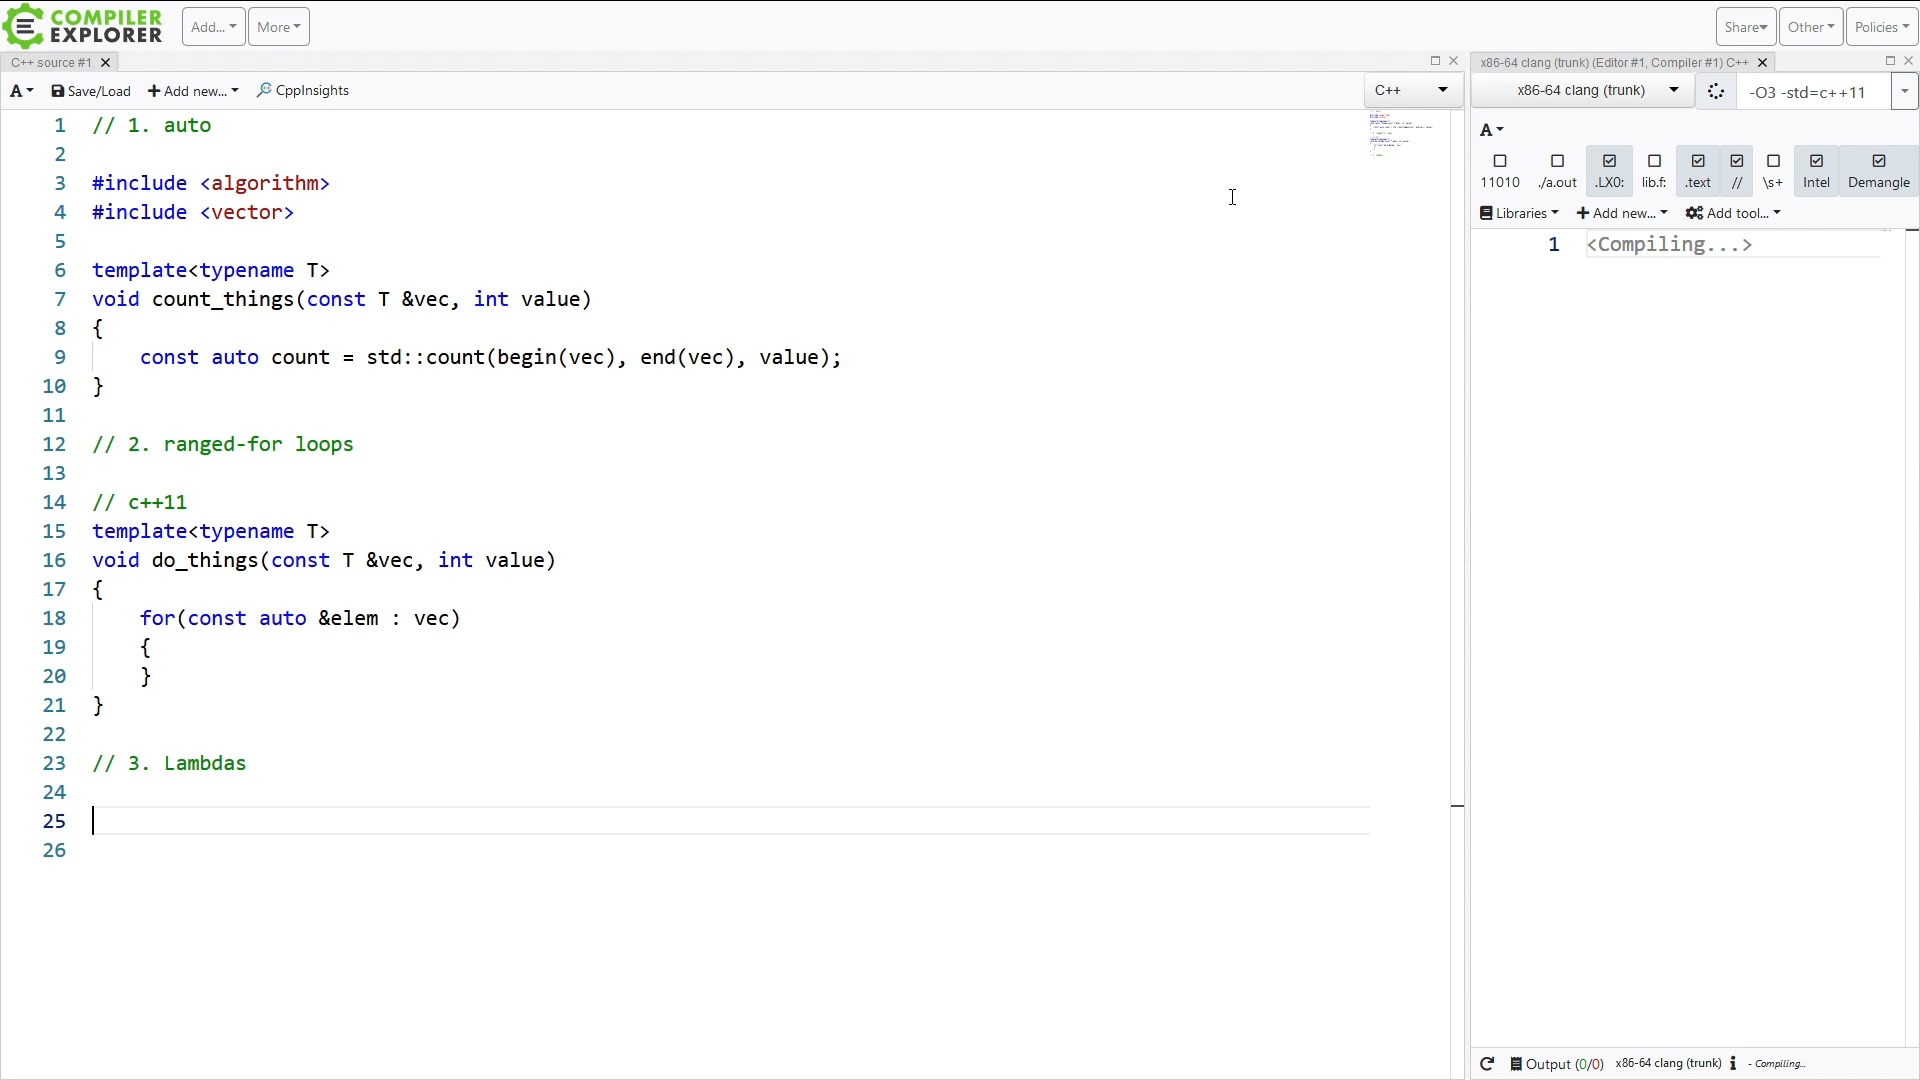 COMPILER
EXPLORER
Add...
More
Share
Other
Policies
C++ source #1
x86-64 clang (trunk) (Editor #1, Compiler #1) C++
A
Save/Load
Add new...
CppInsights
C++
x86-64 clang (trunk)
-O3 -std=c++11
1 // 1. auto
2
3 #include <algorithm>
4 #include <vector>
5
6 template<typename T>
7 void count_things(const T &vec, int value)
8 {
9 const auto count = std::count(begin(vec), end(vec), value);
10 }
11
12 // 2. ranged-for loops
13
14 // c++11
15 template<typename T>
16 void do_things(const T &vec, int value)
17 {
18 for(const auto &elem : vec)
19 {
20 }
21 }
22
23 // 3. Lambdas
24
25
26
A
11010
./a.out
.LX0:
lib.f:
.text
//
\s+
Intel
Demangle
Libraries
Add new...
Add tool...
1 <Compiling...>
Output (0/0)
x86-64 clang (trunk)
i
- Compiling...